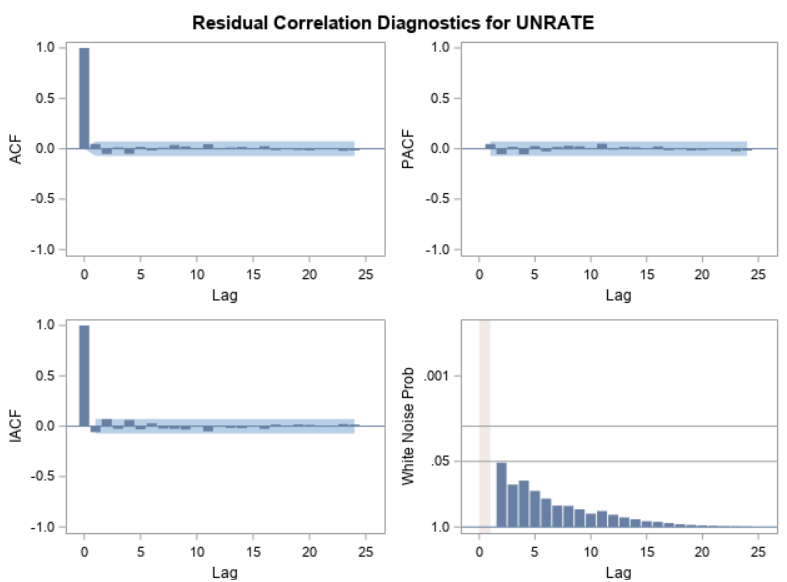 Residual Correlation Diagnostics for UNRATE
ACF
1.0
0.5
0.0
-0.5
-1.0
0 5 10 15 20 25
Lag
PACF
1.0
0.5
0.0
-0.5
-1.0
0 5 10 15 20 25
Lag
IACF
1.0
0.5
0.0
-0.5
-1.0
0 5 10 15 20 25
Lag
White Noise Prob
.001
.05
1.0
0 5 10 15 20 25
Lag